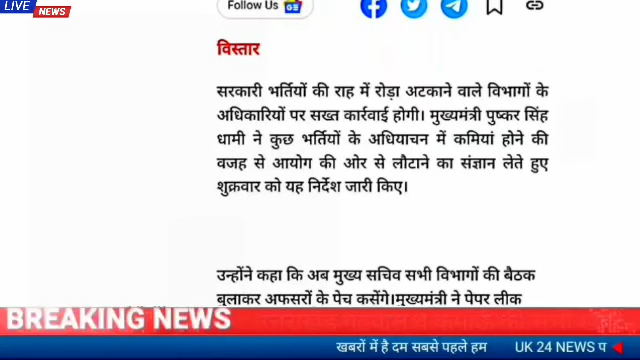 LIVE
NEWS
Follow Us
विस्तार
सरकारी भर्तियों की राह में रोड़ा अटकाने वाले विभागों के
अधिकारियों पर सख्त कार्रवाई होगी। मुख्यमंत्री पुष्कर सिंह
धामी ने कुछ भर्तियों के अधियाचन में कमियां होने की
वजह से आयोग की ओर से लौटाने का संज्ञान लेते हुए
शुक्रवार को यह निर्देश जारी किए।
उन्होंने कहा कि अब मुख्य सचिव सभी विभागों की बैठक
बुलाकर अफसरों के पेच कसेंगे।मुख्यमंत्री ने पेपर लीक
BREAKING NEWS
खबरों में है दम सबसे पहले हम UK 24 NEWS प